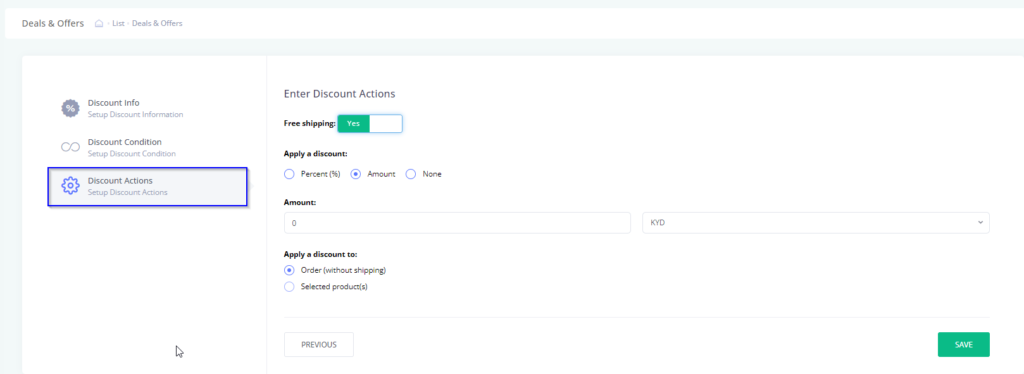 Deals & Offers List Deals & Offers
Discount Info
Setup Discount Information
Discount Condition
Setup Discount Condition
Discount Actions
Setup Discount Actions
Enter Discount Actions
Free shipping: Yes
Apply a discount:
Percent (%) Amount None
Amount:
0 KYD
Apply a discount to:
Order (without shipping)
Selected product(s)
PREVIOUS SAVE